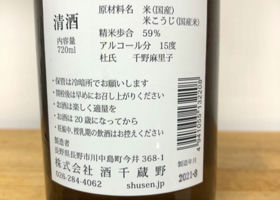 清酒
内容量
720ml
原材料名 米(国産)
米こうじ(国産米)
精米歩合 59%
アルコール分 15度
杜氏 千野麻里子
・保管は冷暗所でお願いします
・開栓後は早めにお召し上がりください
・お酒は楽しく適量を
・お酒は20歳になってから
・妊娠中、授乳期の飲酒はお控えください
製造者
長野県長野市川中島町今井368-1
株式会社 酒千蔵野
026-284-4062 shusen.jp
4941055132208
製造年月
2021-8